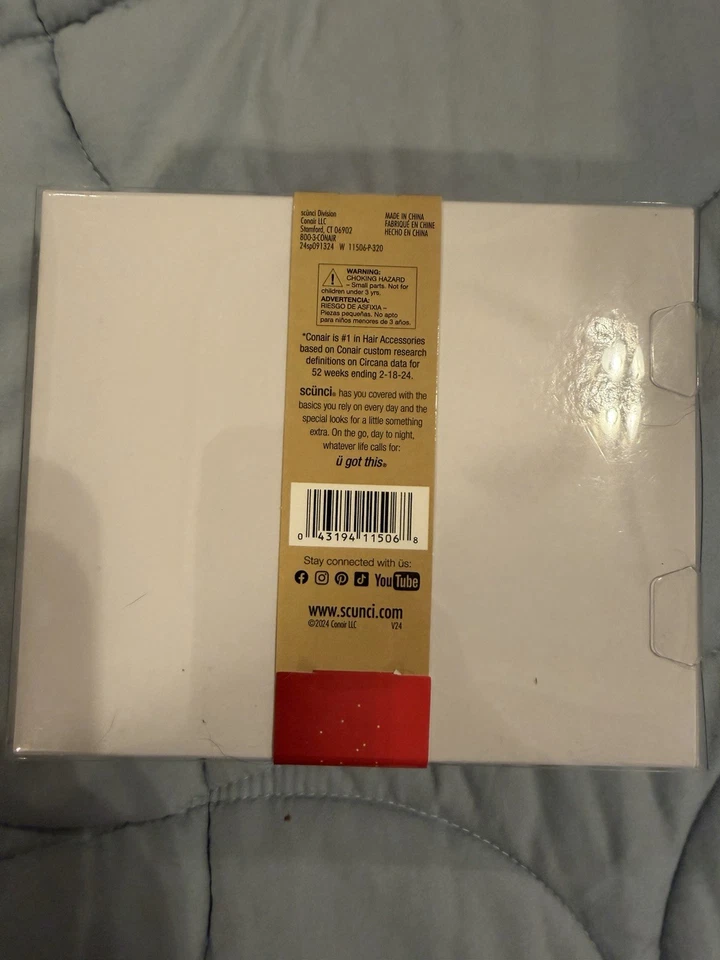 scünci Division
Conair LLC
Stamford, CT 06902
800-3-CONAIR
24sp091324 W 11506-P-320
MADE IN CHINA
FABRIQUÉ EN CHINE
HECHO EN CHINA
WARNING:
CHOKING HAZARD
– Small parts. Not for
children under 3 yrs.
ADVERTENCIA:
RIESGO DE ASFIXIA –
Piezas pequeñas. No apto
para niños menores de 3 años.
*Conair is #1 in Hair Accessories
based on Conair custom research
definitions on Circana data for
52 weeks ending 2-18-24.
scünci® has you covered with the
basics you rely on every day and the
special looks for a little something
extra. On the go, day to night,
whatever life calls for:
ü got this®
0 43194 11506 8
Stay connected with üs:
YouTube
www.scunci.com
©2024 Conair LLC V24